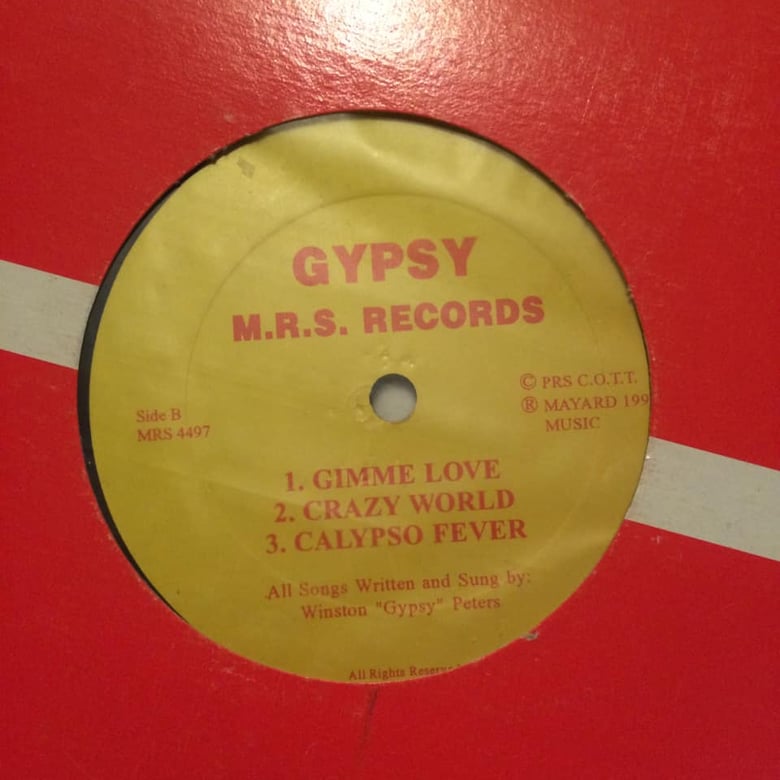 GYPSY
M.R.S. RECORDS
© PRS C.O.T.T.
Side B
® MAYARD 199
MRS 4497
MUSIC
1. GIMME LOVE
2. CRAZY WORLD
3. CALYPSO FEVER
All Songs Written and Sung by:
Winston "Gypsy" Peters
All Rights